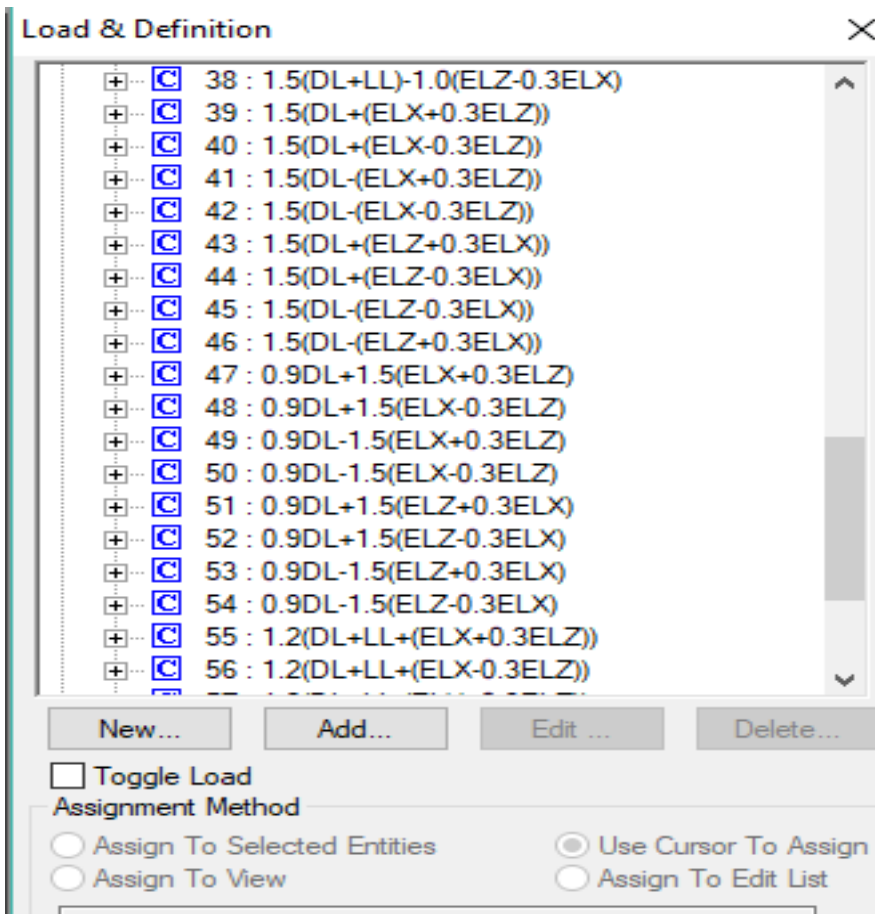 Load & Definition
C 38 : 1.5(DL+LL)-1.0(ELZ-0.3ELX)
C 39 : 1.5(DL+(ELX+0.3ELZ))
C 40 : 1.5(DL+(ELX-0.3ELZ))
C 41 : 1.5(DL-(ELX+0.3ELZ))
C 42 : 1.5(DL-(ELX-0.3ELZ))
C 43 : 1.5(DL+(ELZ+0.3ELX))
C 44 : 1.5(DL+(ELZ-0.3ELX))
C 45 : 1.5(DL-(ELZ-0.3ELX))
C 46 : 1.5(DL-(ELZ+0.3ELX))
C 47 : 0.9DL+1.5(ELX+0.3ELZ)
C 48 : 0.9DL+1.5(ELX-0.3ELZ)
C 49 : 0.9DL-1.5(ELX+0.3ELZ)
C 50 : 0.9DL-1.5(ELX-0.3ELZ)
C 51 : 0.9DL+1.5(ELZ+0.3ELX)
C 52 : 0.9DL+1.5(ELZ-0.3ELX)
C 53 : 0.9DL-1.5(ELZ+0.3ELX)
C 54 : 0.9DL-1.5(ELZ-0.3ELX)
C 55 : 1.2(DL+LL+(ELX+0.3ELZ))
C 56 : 1.2(DL+LL+(ELX-0.3ELZ))
New... Add... Edit ... Delete...
Toggle Load
Assignment Method
Assign To Selected Entities Use Cursor To Assign
Assign To View Assign To Edit List